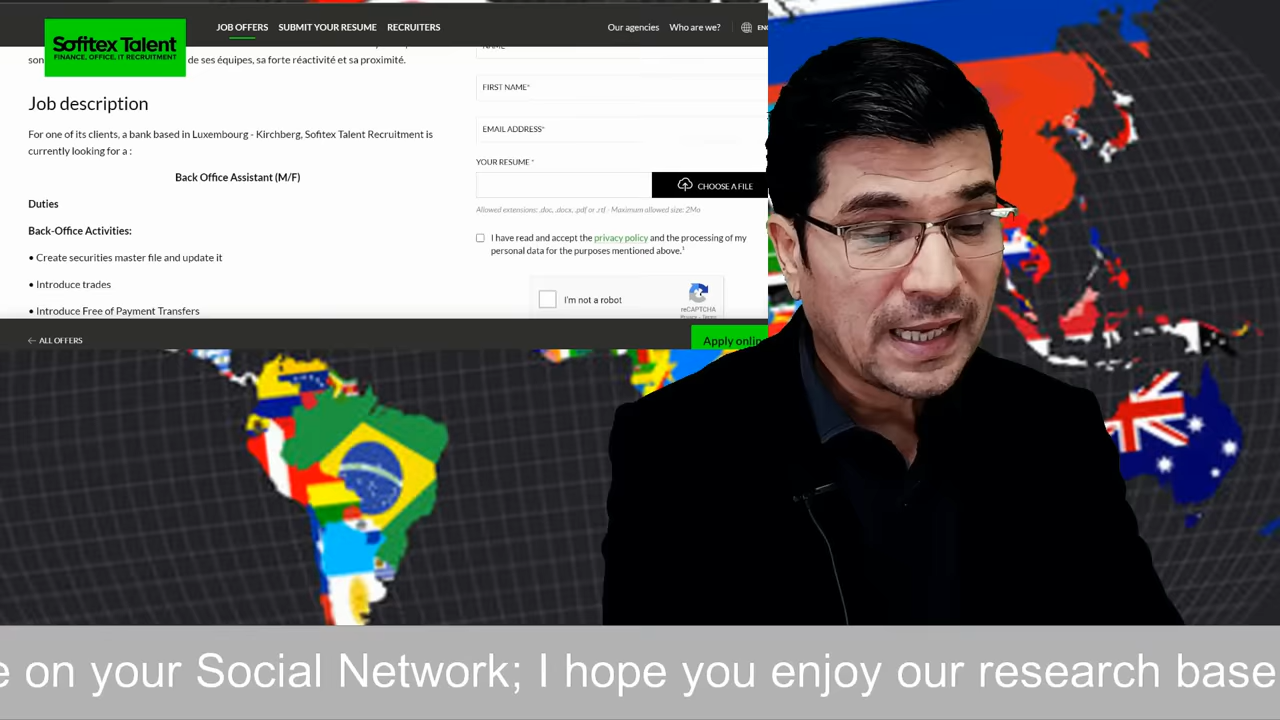 JOB OFFERS SUBMIT YOUR RESUME RECRUITERS
Our agencies Who are we?
Sofitex Talent
FINANCE, OFFICE, IT RECRUITMENT
son
de ses équipes, sa forte réactivité et sa proximité.
Job description
For one of its clients, a bank based in Luxembourg - Kirchberg, Sofitex Talent Recruitment is
currently looking for a :
Back Office Assistant (M/F)
Duties
Back-Office Activities:
• Create securities master file and update it
• Introduce trades
• Introduce Free of Payment Transfers
← ALL OFFERS
FIRST NAME*
EMAIL ADDRESS*
YOUR RESUME *
CHOOSE A FILE
Allowed extensions: .doc, .docx, .pdf or .rtf - Maximum allowed size: 2Mo
I have read and accept the privacy policy and the processing of my
personal data for the purposes mentioned above.¹
I'm not a robot
reCAPTCHA
Apply onlin
e on your Social Network; I hope you enjoy our research base